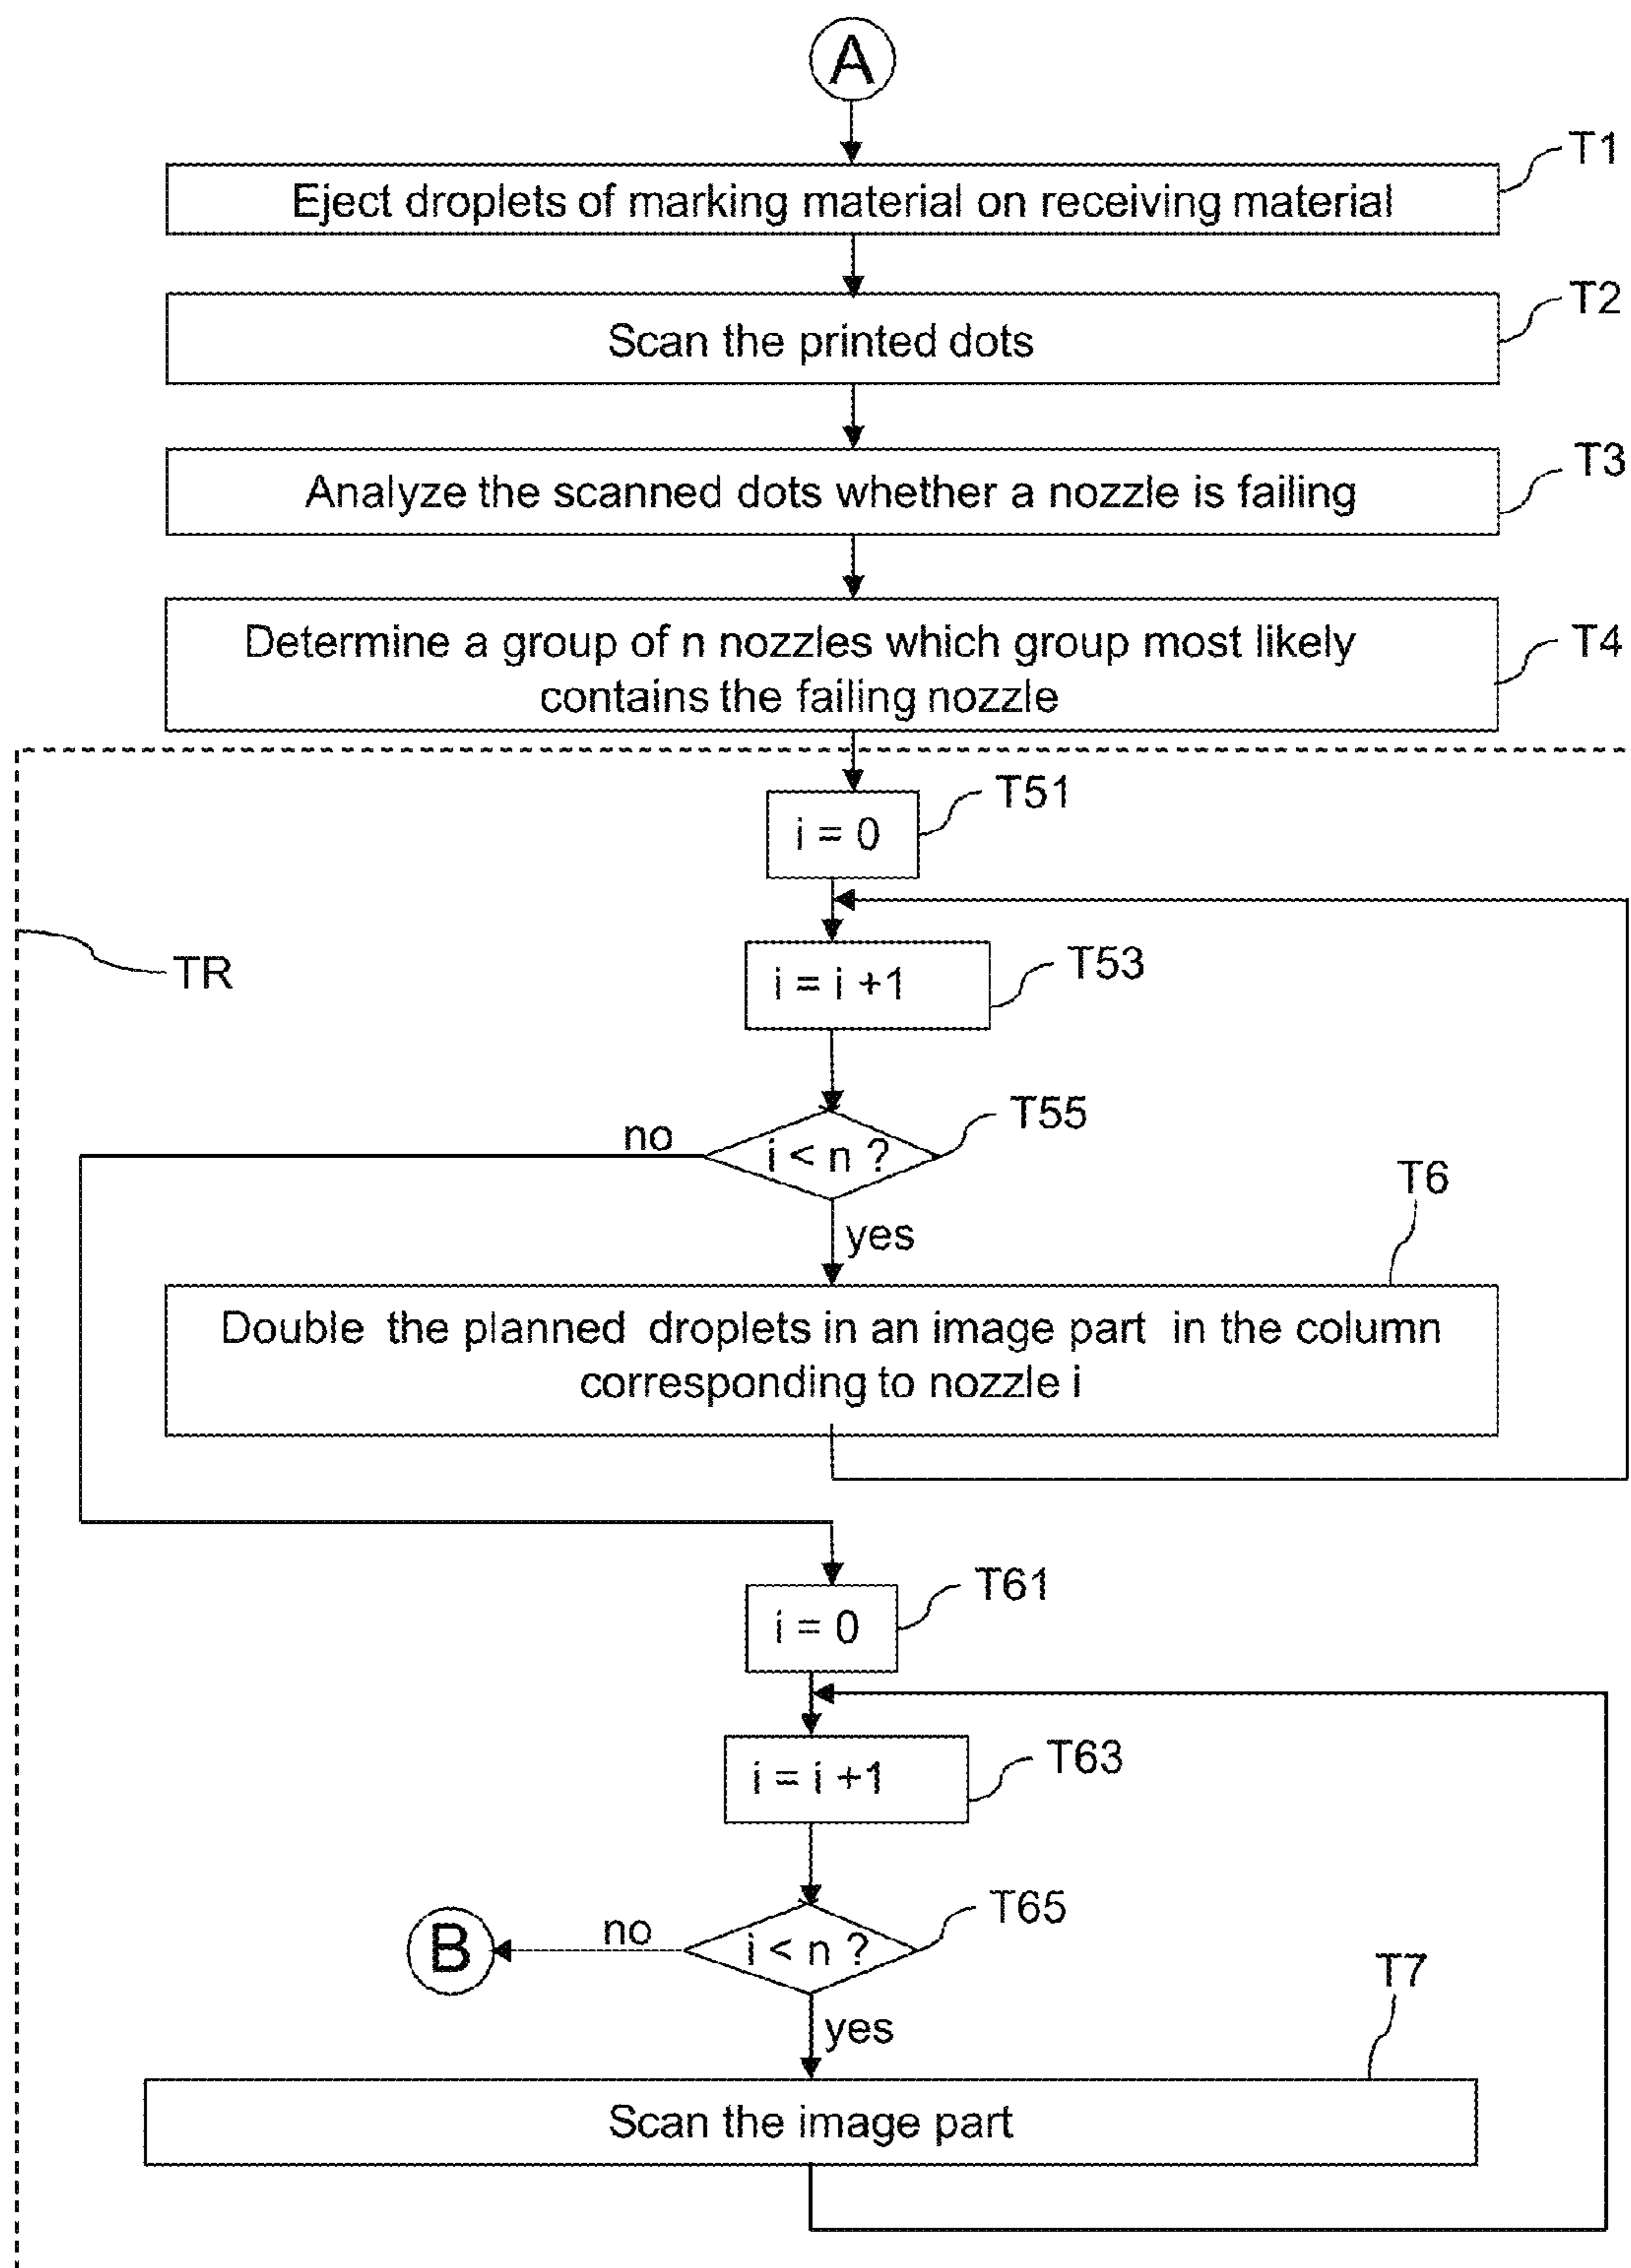 A
T1
Eject droplets of marking material on receiving material
T2
Scan the printed dots
T3
Analyze the scanned dots whether a nozzle is failing
T4
Determine a group of n nozzles which group most likely
contains the failing nozzle
T51
i = 0
TR
T53
i = i +1
T55
no
i < n ?
yes
T6
Double the planned droplets in an image part in the column
corresponding to nozzle i
T61
i = 0
T63
i = i +1
T65
B
no
i < n ?
yes
T7
Scan the image part